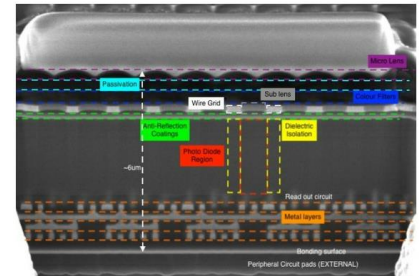 Micro Lens
Passivation
Sub lens
Colour Filters
Wire Grid
Anti-Reflection
Coatings
Dielectric
Isolation
Photo Diode
Region
~6um
Read out circuit
Metal layers
Bonding surface
Peripheral Circuit pads (EXTERNAL)